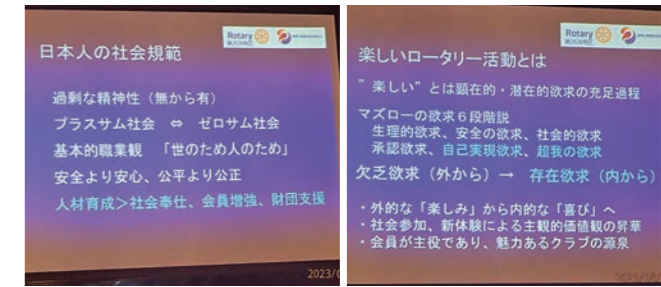 Rotary
日本人の社会規範
過剰な精神性（無から有）
プラスサム社会 ⇔ ゼロサム社会
基本的職業観 「世のため人のため」
安全より安心、公平より公正
人材育成＞社会奉仕、会員増強、財団支援
2023/
Rotary
楽しいロータリー活動とは
”楽しい”とは顕在的・潜在的欲求の充足過程
マズローの欲求６段階説
生理的欲求、安全の欲求、社会的欲求
承認欲求、自己実現欲求、超我の欲求
欠乏欲求（外から）→ 存在欲求（内から）
・外的な「楽しみ」から内的な「喜び」へ
・社会参加、新体験による主観的価値観の昇華
・会員が主役であり、魅力あるクラブの源泉